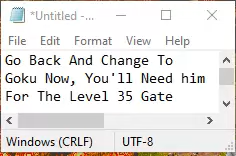 *Untitled -...
File Edit Format View Help
Go Back And Change To
Goku Now, You'll Need him
For The Level 35 Gate
Windows (CRLF) UTF-8